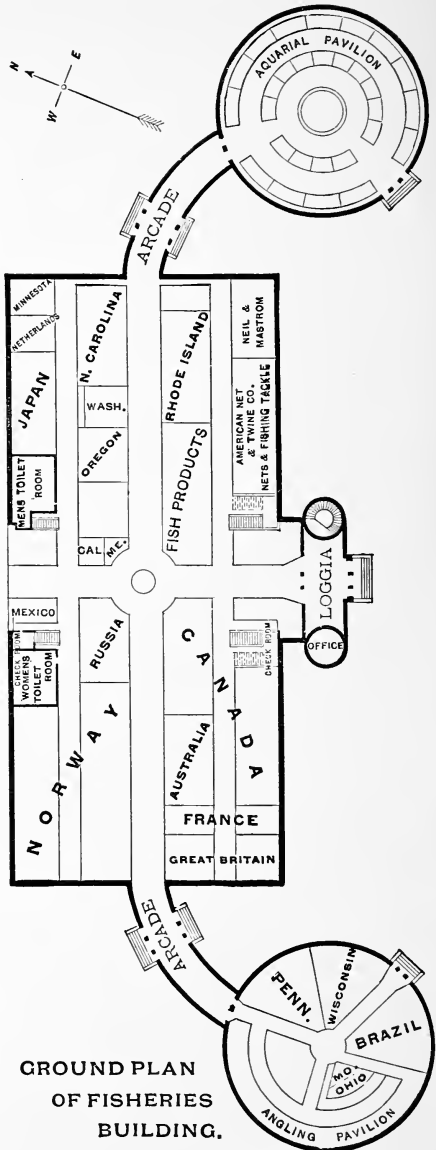 N
E
W
AQUARIAL PAVILION
ARCADE
MINNESOTA
NETHERLANDS
JAPAN
MENS TOILET
ROOM
N. CAROLINA
WASH.
OREGON
CAL
ME.
RHODE ISLAND
FISH PRODUCTS
NEIL &
MASTROM
AMERICAN NET
& TWINE CO.
NETS & FISHING TACKLE
LOGGIA
OFFICE
MEXICO
CHECK ROOM
WOMENS
TOILET
ROOM
RUSSIA
NORWAY
CANADA
CHECK ROOM
AUSTRALIA
FRANCE
GREAT BRITAIN
ARCADE
PENN.
WISCONSIN
BRAZIL
MO.
OHIO
ANGLING PAVILION
GROUND PLAN
OF FISHERIES
BUILDING.